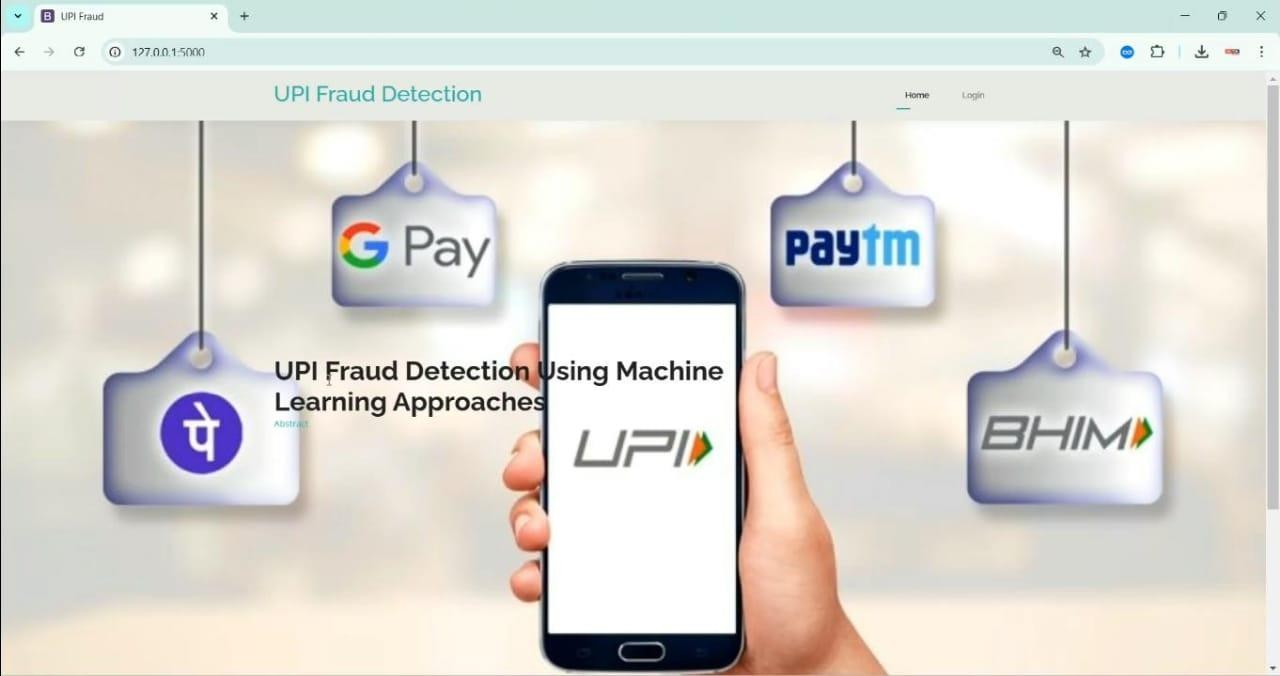 B UPI Fraud
127.0.0.1:5000
UPI Fraud Detection
Home
Login
G Pay
paytm
UPI Fraud Detection Using Machine
Learning Approaches
Abstract
पे
UPI
BHIM